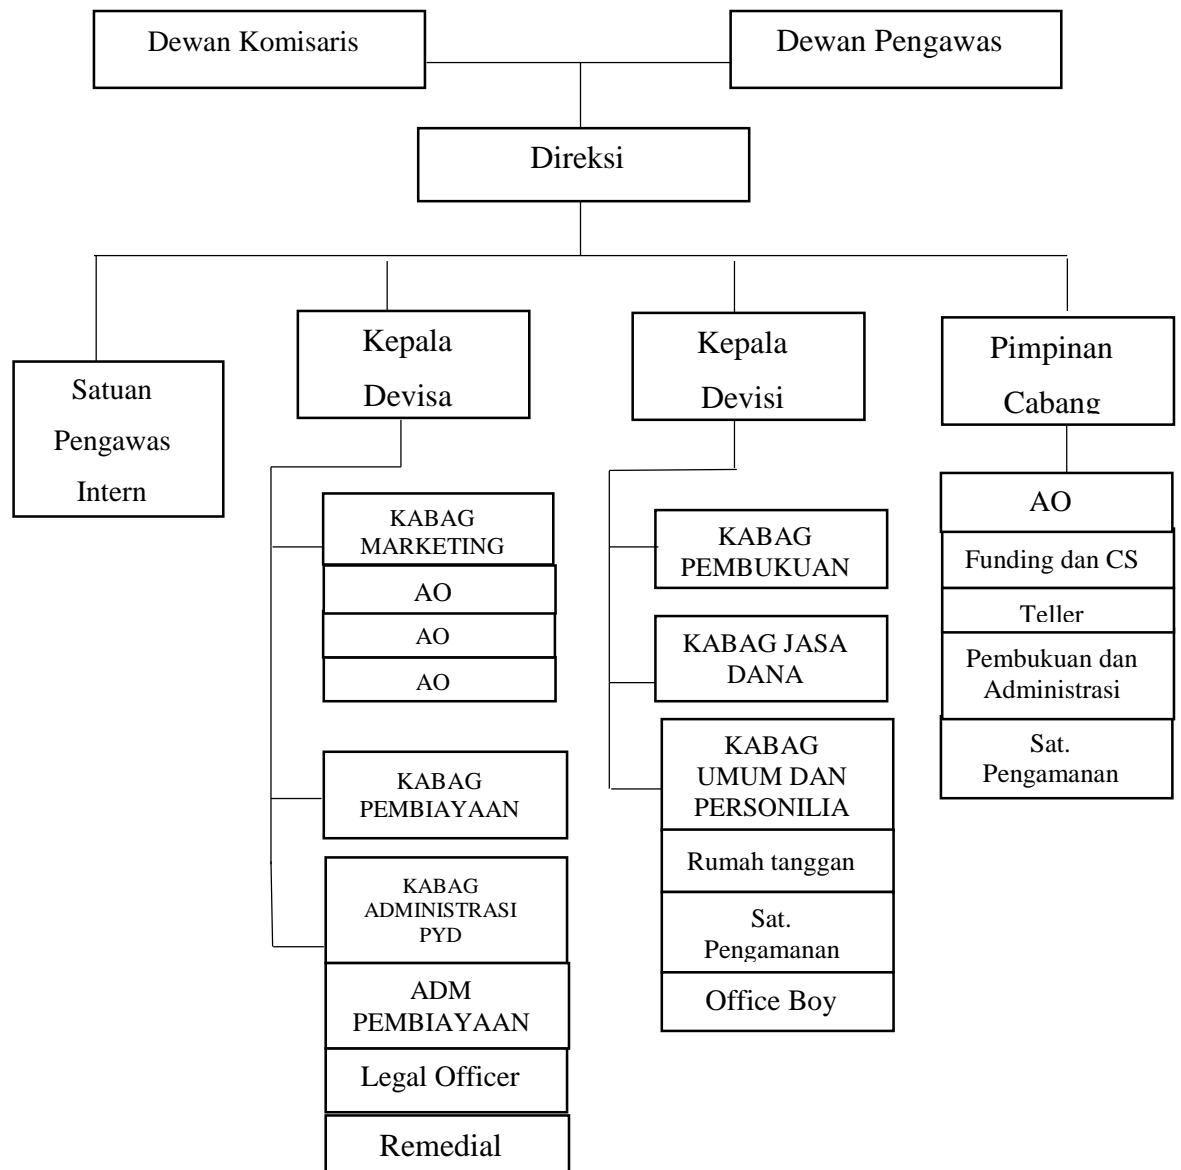 Dewan Komisaris
Dewan Pengawas
Direksi
Satuan
Pengawas
Intern
Kepala
Devisa
Kepala
Devisi
Pimpinan
Cabang
KABAG
MARKETING
AO
AO
AO
KABAG
PEMBIAYAAN
KABAG
ADMINISTRASI
PYD
ADM
PEMBIAYAAN
Legal Officer
Remedial
KABAG
PEMBUKUAN
KABAG JASA
DANA
KABAG
UMUM DAN
PERSONILIA
Rumah tanggan
Sat.
Pengamanan
Office Boy
AO
Funding dan CS
Teller
Pembukuan dan
Administrasi
Sat.
Pengamanan